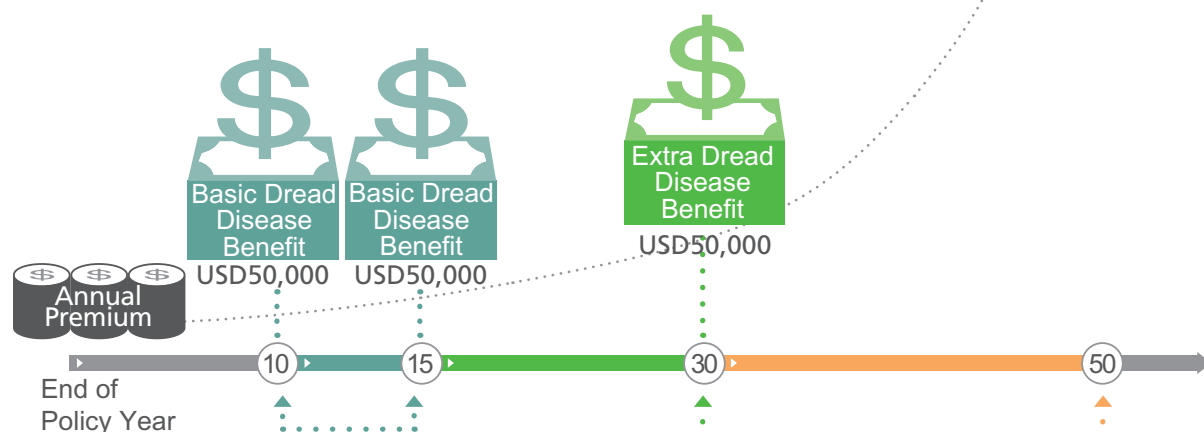 Basic Dread
Disease
Benefit
USD50,000
Basic Dread
Disease
Benefit
USD50,000
Extra Dread
Disease
Benefit
USD50,000
$ $ $
Annual
Premium
10
15
30
50
End of
Policy Year